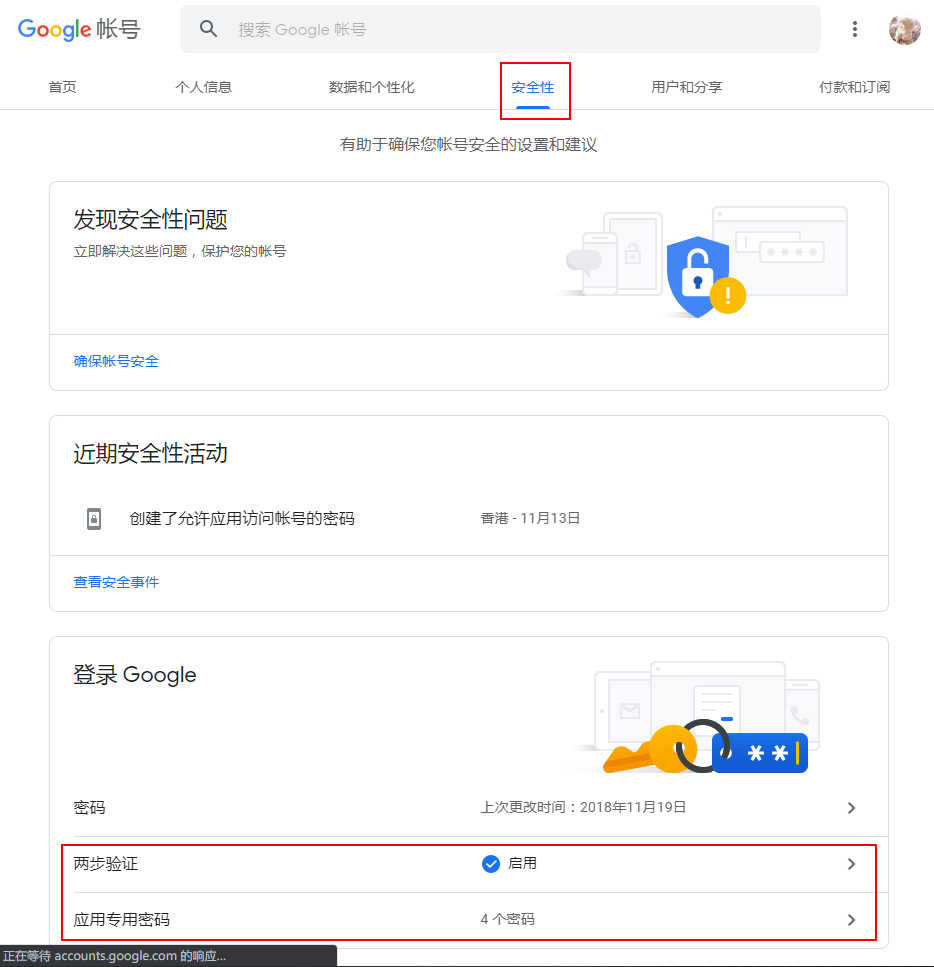 Google 帐号
搜索 Google 帐号
首页 个人信息 数据和个性化 安全性 用户和分享 付款和订阅
有助于确保您帐号安全的设置和建议
发现安全性问题
立即解决这些问题，保护您的帐号
确保帐号安全
近期安全性活动
创建了允许应用访问帐号的密码 香港 - 11月13日
查看安全事件
登录 Google
密码 上次更改时间：2018年11月19日
两步验证 启用
应用专用密码 4 个密码
正在等待 accounts.google.com 的响应...